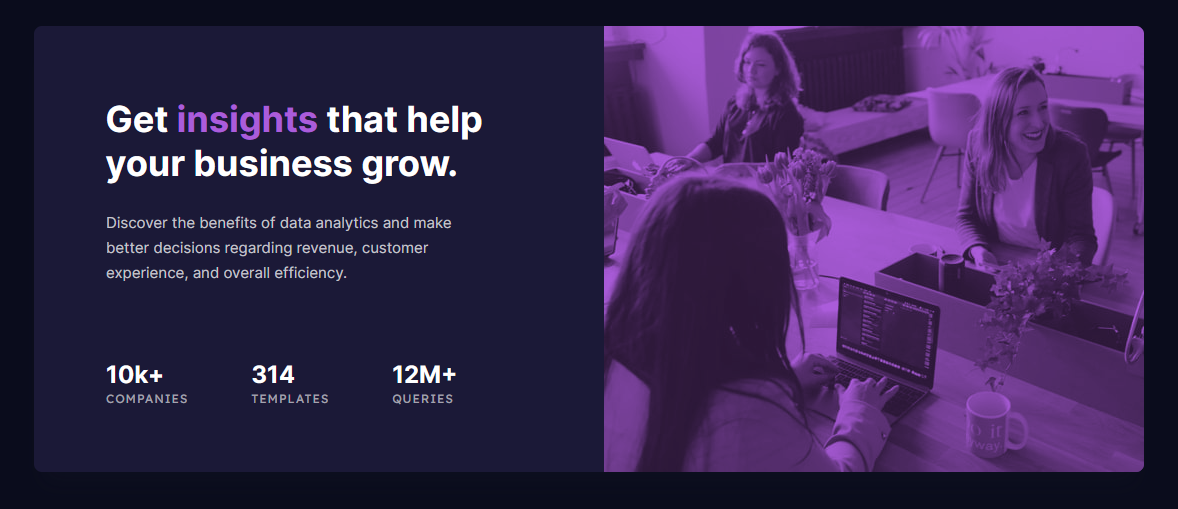 Get insights that help
your business grow.
Discover the benefits of data analytics and make
better decisions regarding revenue, customer
experience, and overall efficiency.
10k+ 314 12M+
COMPANIES TEMPLATES QUERIES